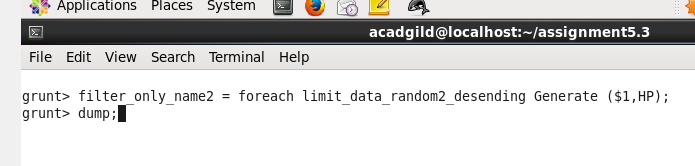 Applications Places System
acadgild@localhost:~/assignment5.3
File Edit View Search Terminal Help
grunt> filter_only_name2 = foreach limit_data_random2_desending Generate ($1,HP);
grunt> dump;